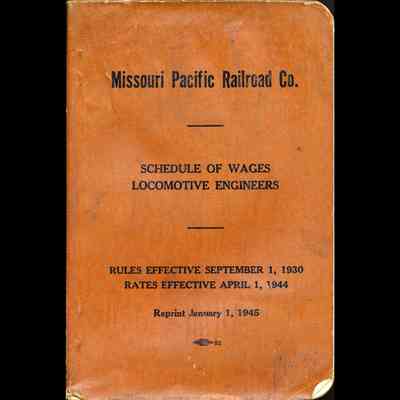 Missouri Pacific Railroad Co.
SCHEDULE OF WAGES
LOCOMOTIVE ENGINEERS
RULES EFFECTIVE SEPTEMBER 1, 1930
RATES EFFECTIVE APRIL 1, 1944
Reprint January 1, 1945